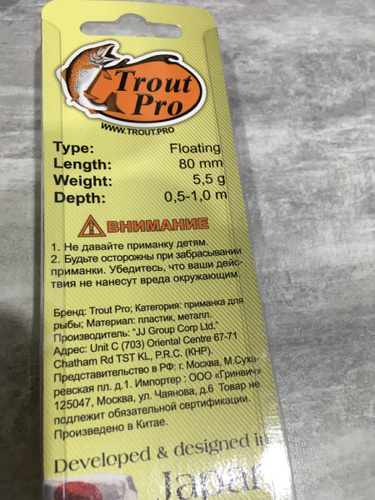 Trout
Pro
WWW.TROUT.PRO
Type: Floating
Length: 80 mm
Weight: 5,5 g
Depth: 0,5-1,0 m
ВНИМАНИЕ
1. Не давайте приманку детям.
2. Будьте осторожны при забрасывании
приманки. Убедитесь, что ваши дейс-
твия не нанесут вреда окружающим.
Бренд: Trout Pro; Категория: приманка для
рыбы; Материал: пластик, металл.
Производитель: "JJ Group Corp Ltd."
Адрес: Unit C (703) Oriental Centre 67-71
Chatham Rd TST KL, P.R.C. (КНР).
Представительство в РФ: г. Москва, М.Суха-
ревская пл. д.1. Импортер : ООО «Гринвич»
125047, Москва, ул. Чаянова, д.6 Товар не
подлежит обязательной сертификации.
Произведено в Китае.
Developed & designed in
Japan